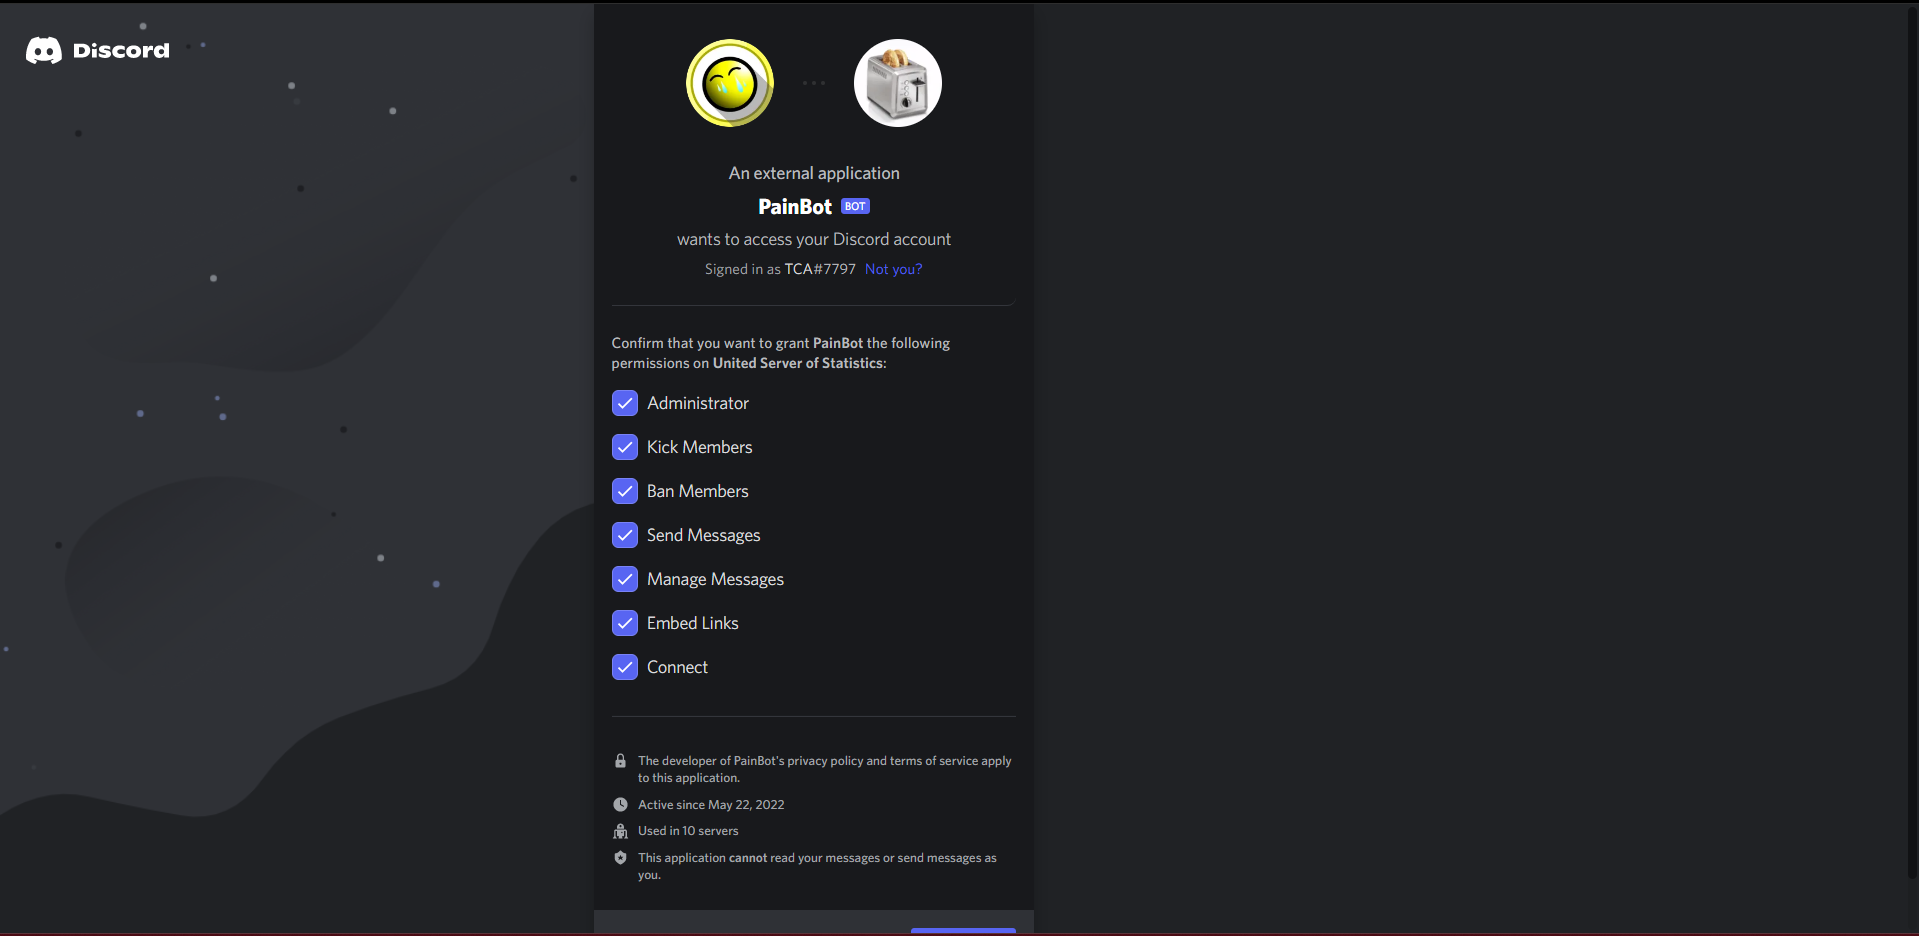 Discord
An external application
PainBot BOT
wants to access your Discord account
Signed in as TCA#7797 Not you?
Confirm that you want to grant PainBot the following
permissions on United Server of Statistics:
Administrator
Kick Members
Ban Members
Send Messages
Manage Messages
Embed Links
Connect
The developer of PainBot's privacy policy and terms of service apply
to this application.
Active since May 22, 2022
Used in 10 servers
This application cannot read your messages or send messages as
you.